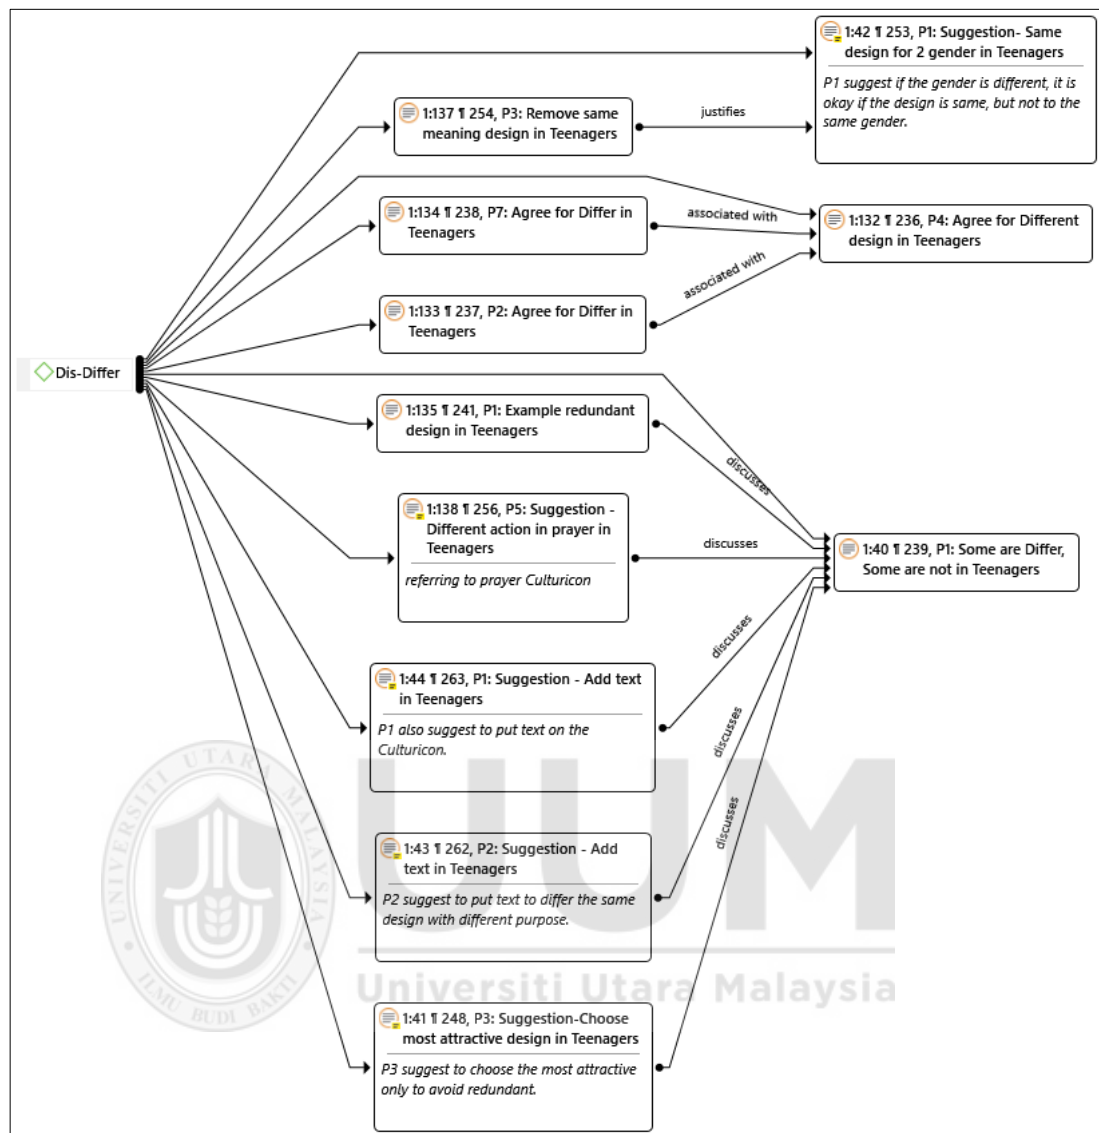 1:42 ¶ 253, P1: Suggestion- Same
design for 2 gender in Teenagers
P1 suggest if the gender is different, it is
okay if the design is same, but not to the
same gender.
1:137 ¶ 254, P3: Remove same
meaning design in Teenagers
justifies
1:134 ¶ 238, P7: Agree for Differ in
Teenagers
associated with
1:132 ¶ 236, P4: Agree for Different
design in Teenagers
associated with
1:133 ¶ 237, P2: Agree for Differ in
Teenagers
Dis-Differ
1:135 ¶ 241, P1: Example redundant
design in Teenagers
discusses
1:138 ¶ 256, P5: Suggestion -
Different action in prayer in
Teenagers
referring to prayer Culturicon
discusses
1:40 ¶ 239, P1: Some are Differ,
Some are not in Teenagers
1:44 ¶ 263, P1: Suggestion - Add text
in Teenagers
P1 also suggest to put text on the
Culturicon.
discusses
1:43 ¶ 262, P2: Suggestion - Add
text in Teenagers
P2 suggest to put text to differ the same
design with different purpose.
discusses
1:41 ¶ 248, P3: Suggestion-Choose
most attractive design in Teenagers
P3 suggest to choose the most attractive
only to avoid redundant.
discusses
UNIVERSITI UTARA MALAYSIA
ILMU BUDI BAKTI
UUM
Universiti Utara Malaysia